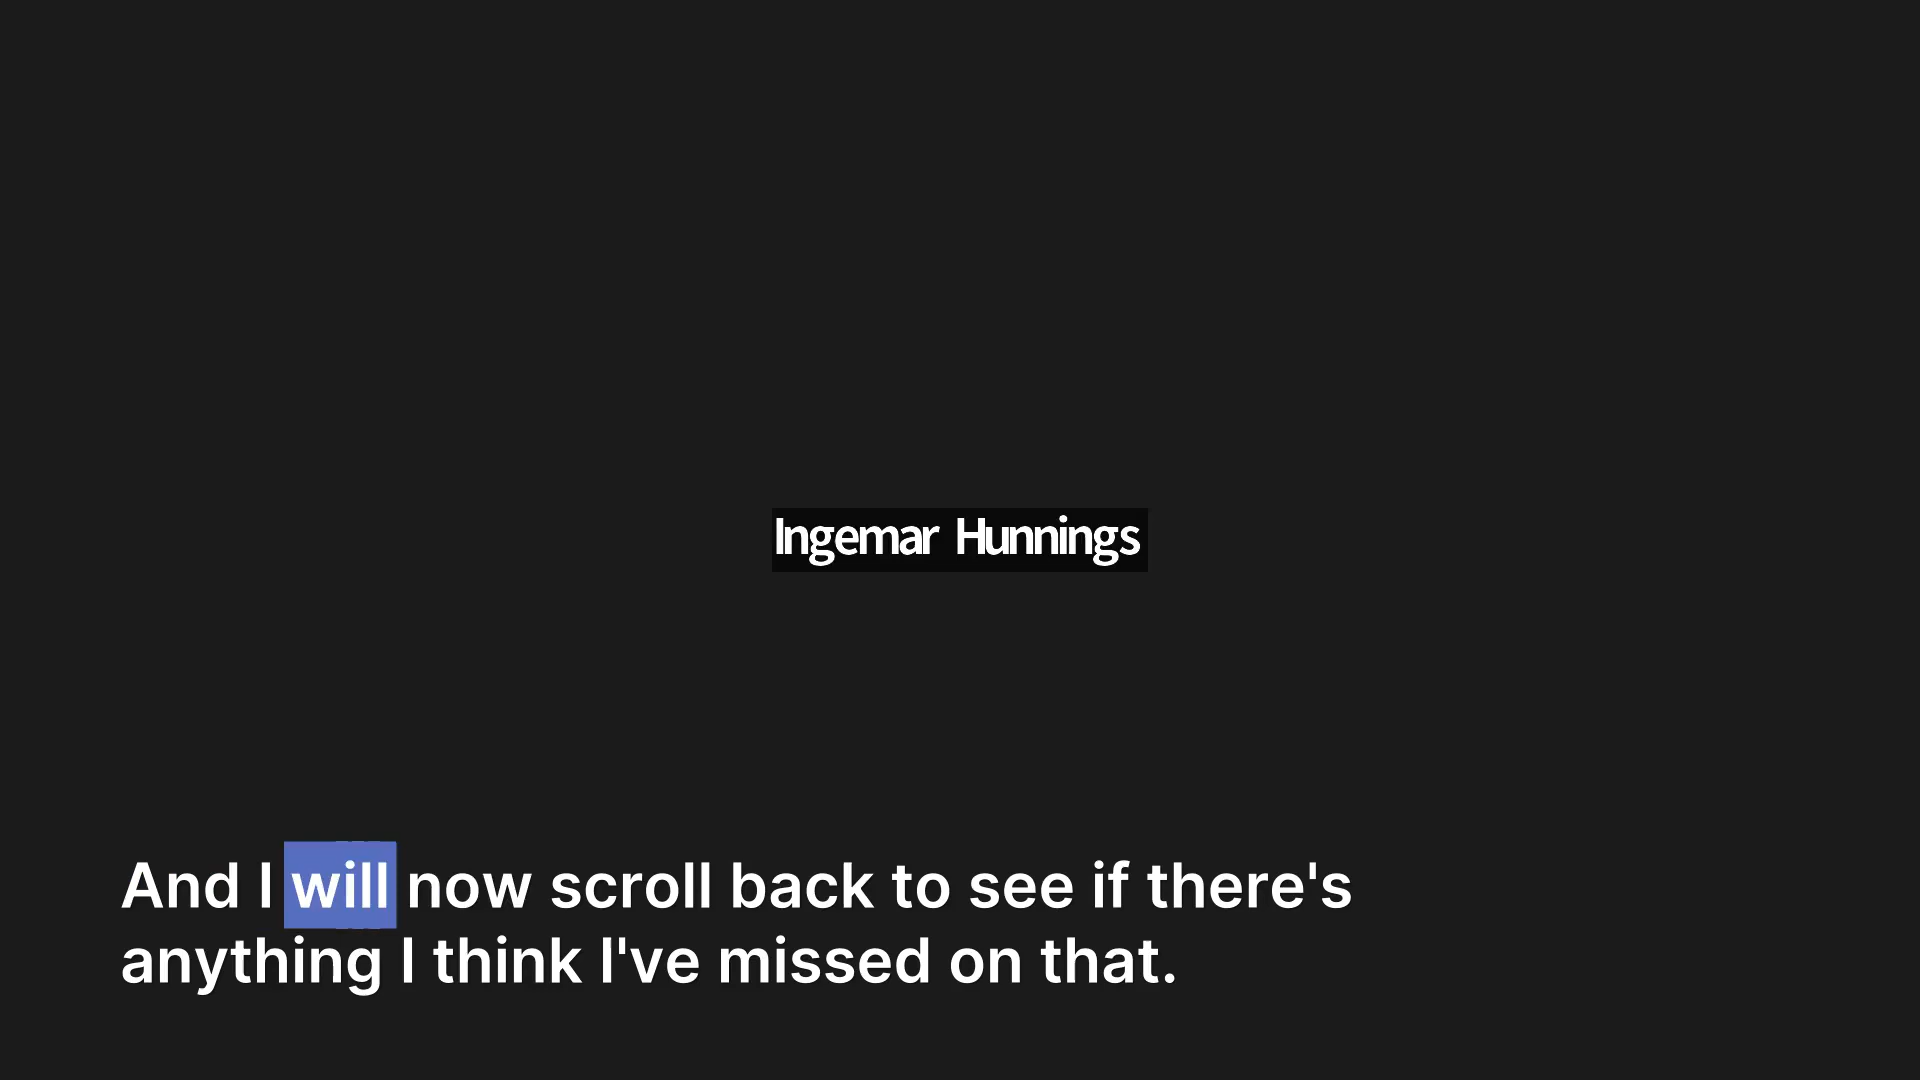 Ingemar Hunnings
And I will now scroll back to see if there's
anything I think I've missed on that.